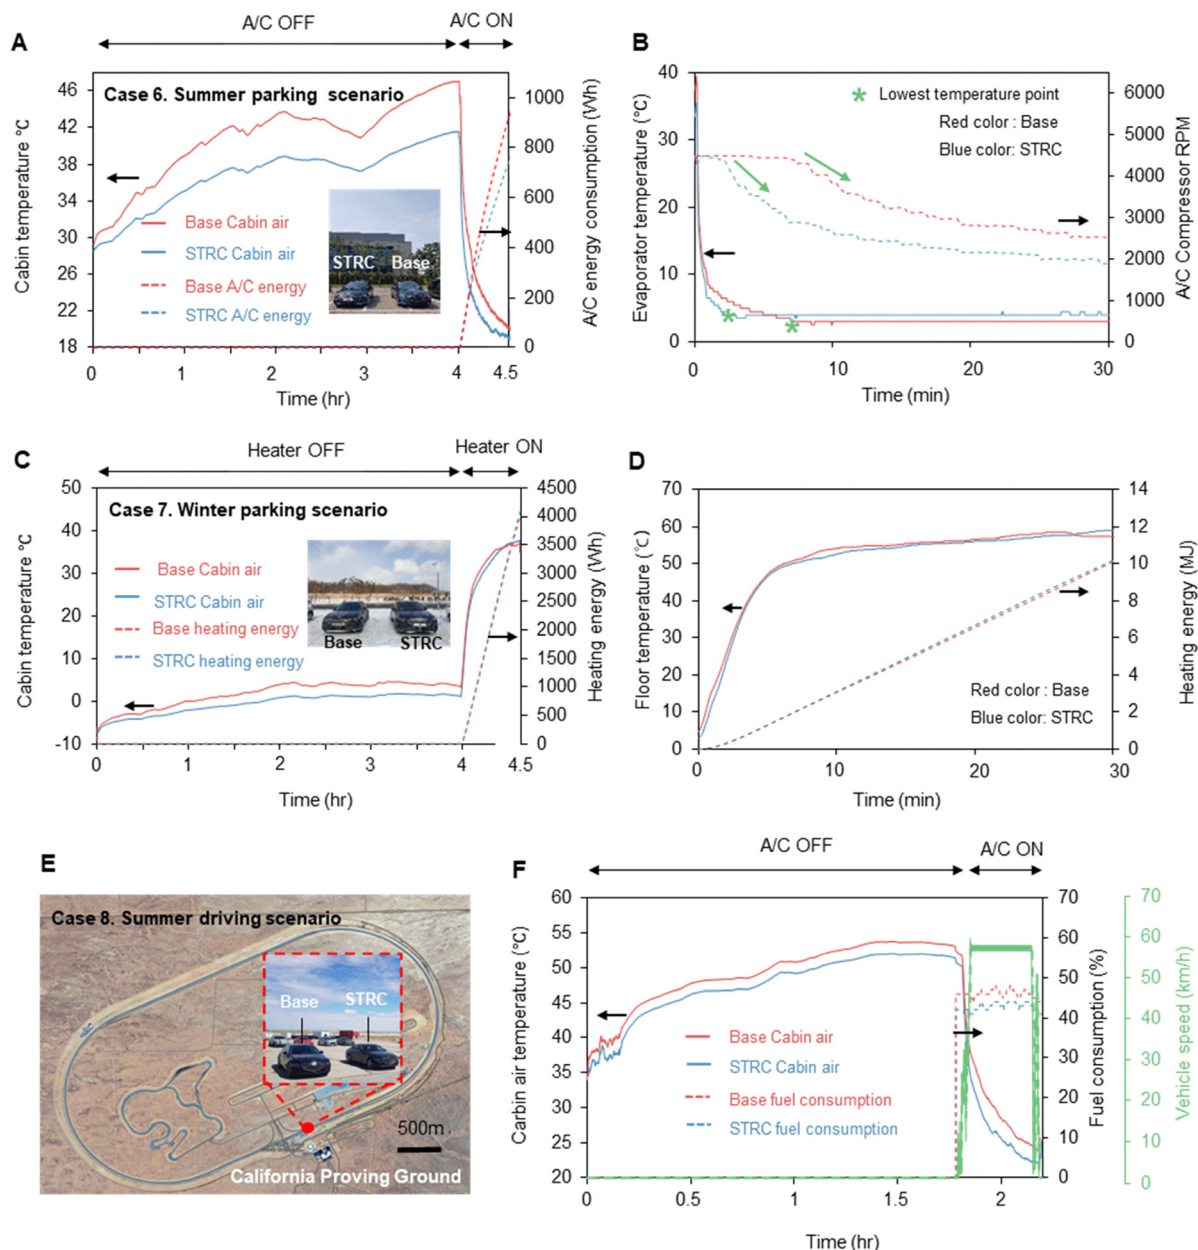 A/C OFF
A/C ON
A
Case 6. Summer parking scenario
Cabin temperature °C
46
42
38
34
30
26
22
18
Base Cabin air
STRC Cabin air
Base A/C energy
STRC A/C energy
STRC
Base
1000
800
600
400
200
0
A/C energy consumption (Wh)
0
1
2
3
4
4.5
Time (hr)
B
Evaporator temperature (°C)
40
30
20
10
0
Lowest temperature point
Red color : Base
Blue color: STRC
6000
5000
4000
3000
2000
1000
0
A/C Compressor RPM
0
10
20
30
Time (min)
Heater OFF
Heater ON
C
Case 7. Winter parking scenario
Cabin temperature °C
50
40
30
20
10
0
-10
Base Cabin air
STRC Cabin air
Base heating energy
STRC heating energy
Base
STRC
4500
4000
3500
3000
2500
2000
1500
1000
500
0
Heating energy (Wh)
0
1
2
3
4
4.5
Time (hr)
D
Floor temperature (℃)
70
60
50
40
30
20
10
0
Red color : Base
Blue color: STRC
14
12
10
8
6
4
2
0
Heating energy (MJ)
0
10
20
30
Time (min)
E
Case 8. Summer driving scenario
Base
STRC
500m
California Proving Ground
A/C OFF
A/C ON
F
Carbin air temperature (°C)
60
55
50
45
40
35
30
25
20
Base Cabin air
STRC Cabin air
Base fuel consumption
STRC fuel consumption
70
60
50
40
30
20
10
0
Fuel consumption (%)
70
60
50
40
30
20
10
0
Vehicle speed (km/h)
0
0.5
1
1.5
2
Time (hr)